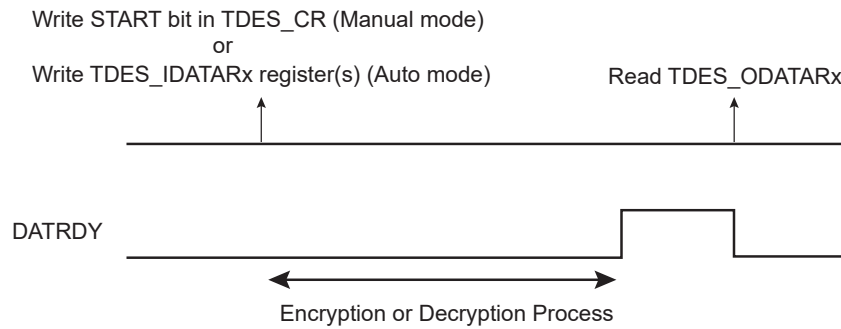 Write START bit in TDES_CR (Manual mode)
or
Write TDES_IDATARx register(s) (Auto mode)
Read TDES_ODATARx
DATRDY
Encryption or Decryption Process